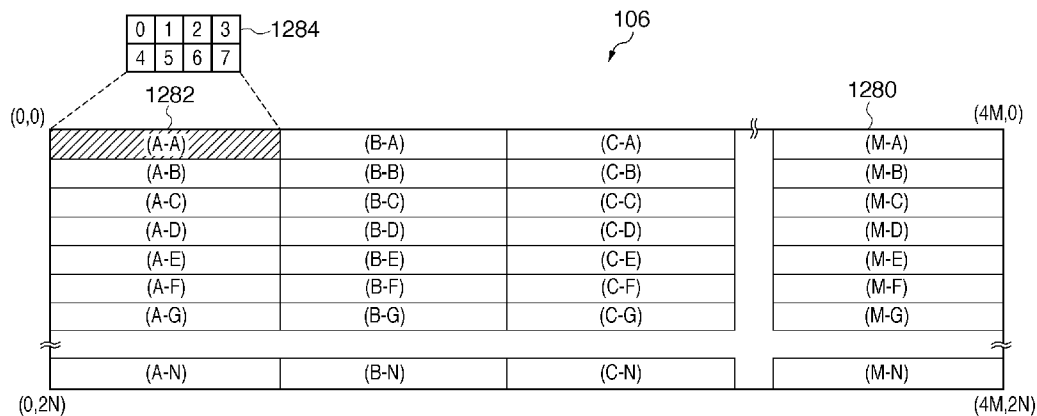 0 1 2 3
1284
4 5 6 7
106
1282
1280
(0,0)
(4M,0)
(A-A) (B-A) (C-A) (M-A)
(A-B) (B-B) (C-B) (M-B)
(A-C) (B-C) (C-C) (M-C)
(A-D) (B-D) (C-D) (M-D)
(A-E) (B-E) (C-E) (M-E)
(A-F) (B-F) (C-F) (M-F)
(A-G) (B-G) (C-G) (M-G)
(A-N) (B-N) (C-N) (M-N)
(0,2N)
(4M,2N)